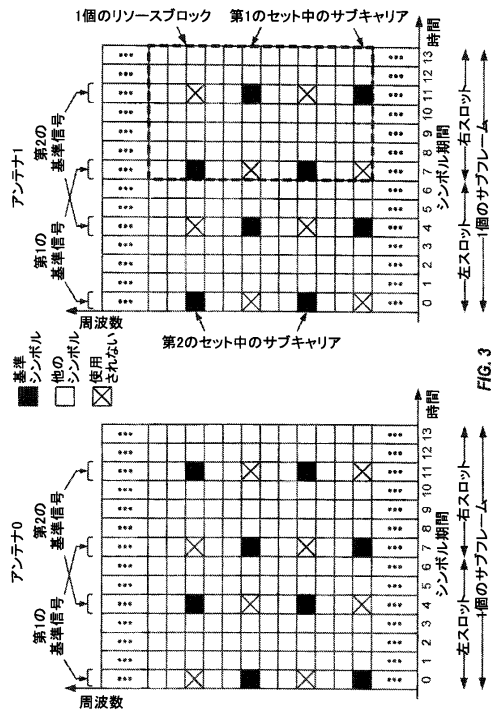 アンテナ0
第1の
基準信号
第2の
基準信号
周波数
•••
•••
0 1 2 3 4 5 6 7 8 9 10 11 12 13
時間
シンボル期間
左スロット
右スロット
1個のサブフレーム
基準
シンボル
他の
シンボル
使用
されない
アンテナ1
第1の
基準信号
第2の
基準信号
1個のリソースブロック
第1のセット中のサブキャリア
周波数
•••
•••
第2のセット中のサブキャリア
0 1 2 3 4 5 6 7 8 9 10 11 12 13
時間
シンボル期間
左スロット
右スロット
1個のサブフレーム
FIG. 3